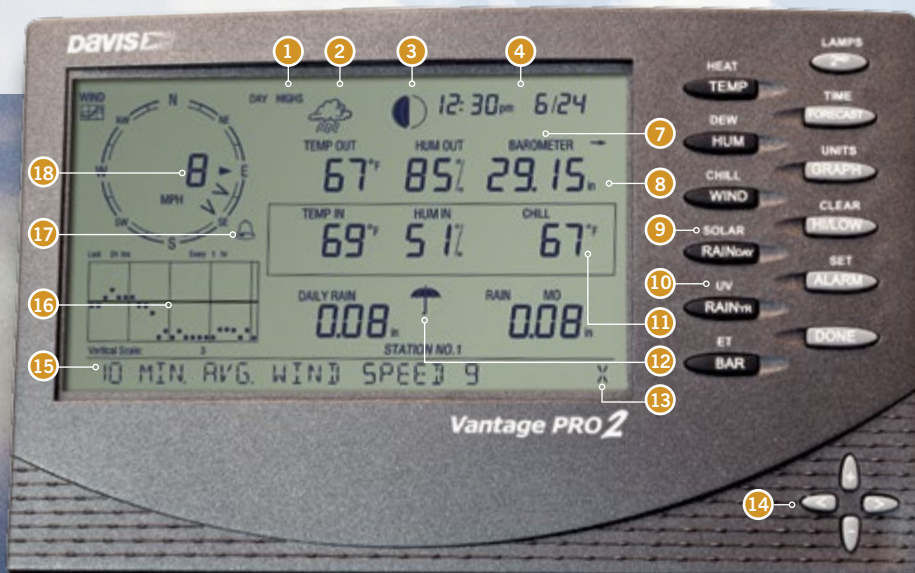 DAVIS
1 2 3 4
LAMPS
2ND
HEAT
TEMP
TIME
FORECAST
DEW
HUM
UNITS
GRAPH
CHILL
WIND
CLEAR
HI/LOW
9 SOLAR
RAINDAY
SET
ALARM
10 UV
RAINYR
DONE
ET
BAR
WIND
DAY HIGHS
12:30pm 6/24
7
N
NW NE
W E
SW SE
S
18 8
MPH
17
TEMP OUT HUM OUT BAROMETER
67°F 85% 29.15in
8
TEMP IN HUM IN CHILL
69°F 51% 67°F
11
Last 24 Hrs Every 1 hr
16
Vertical Scale: 3
DAILY RAIN RAIN MO
0.08in 0.08in
12
STATION NO.1
15 10 MIN. AVG. WIND SPEED 9 X
13
Vantage PRO2
14
+
< >
-